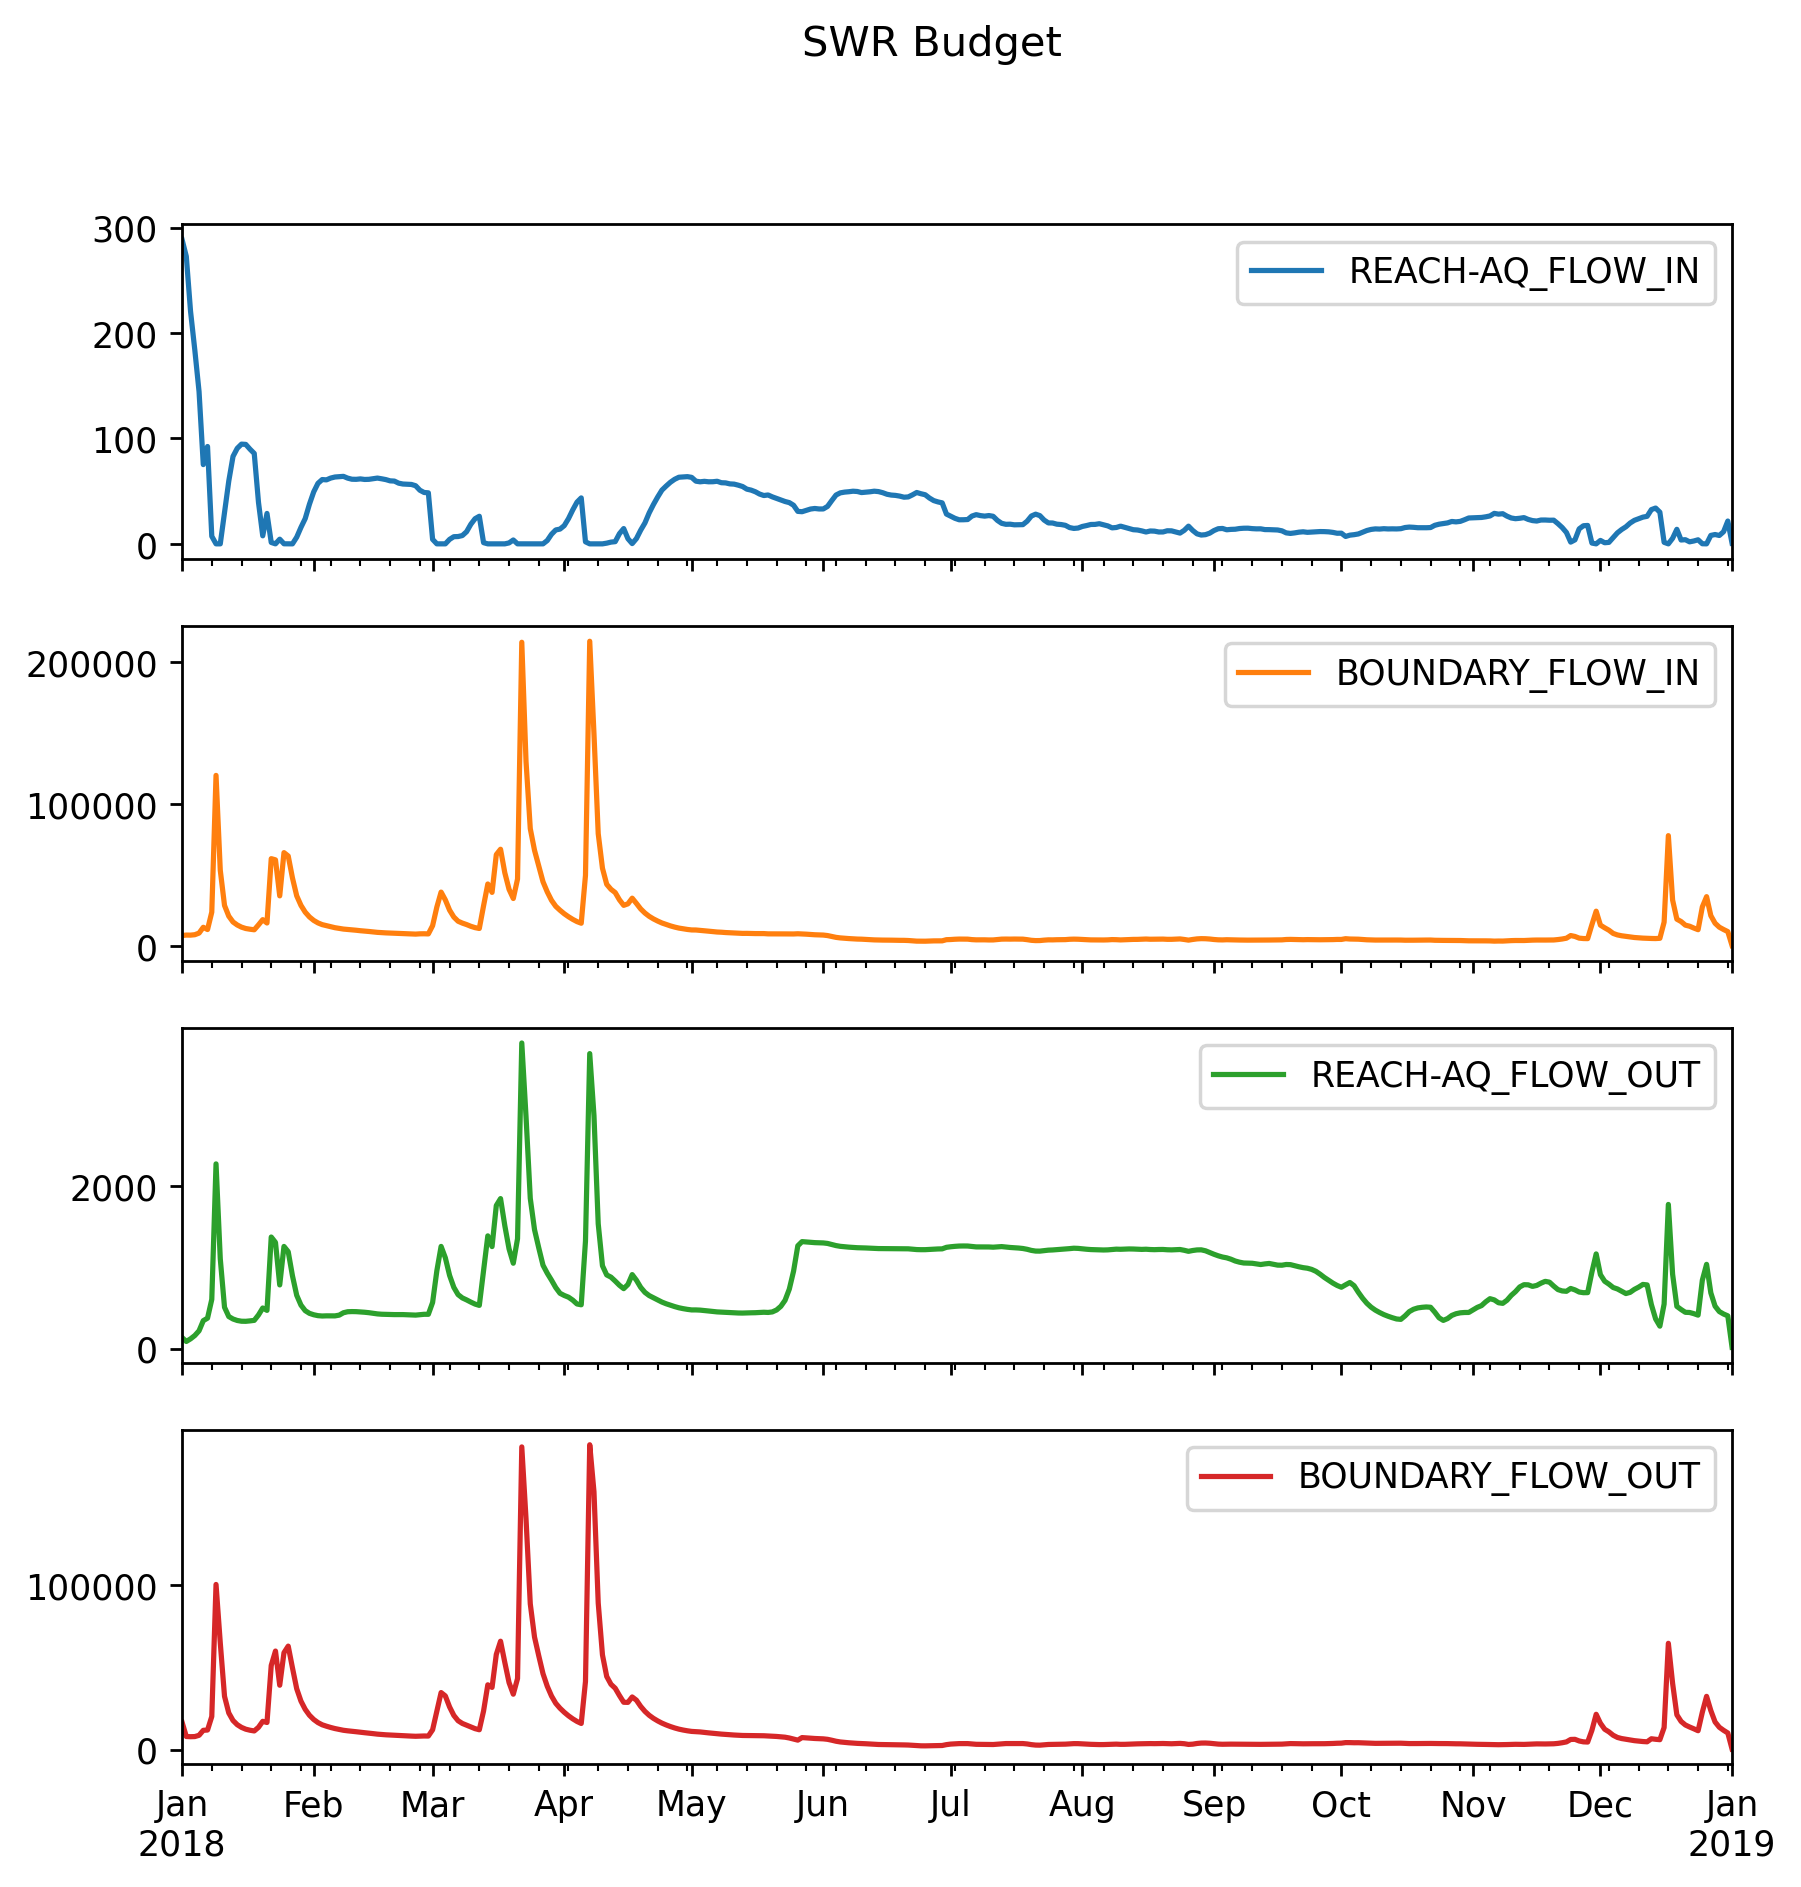 SWR Budget
300
REACH-AQ_FLOW_IN
200
100
0
200000
BOUNDARY_FLOW_IN
100000
0
REACH-AQ_FLOW_OUT
2000
0
BOUNDARY_FLOW_OUT
100000
0
Jan Feb Mar Apr May Jun Jul Aug Sep Oct Nov Dec Jan
2018 2019